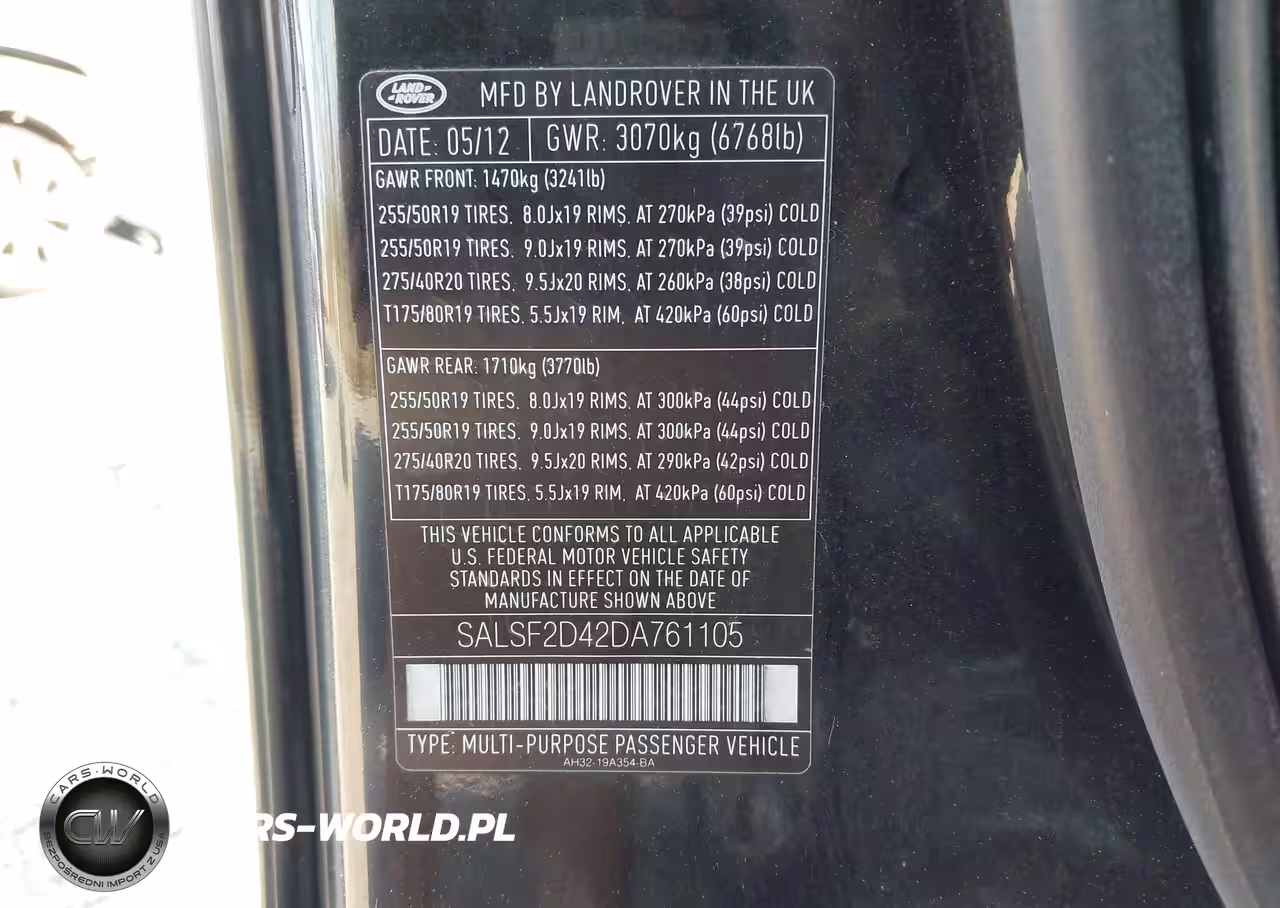 LAND ROVER
MFD BY LANDROVER IN THE UK
DATE: 05/12 GWR: 3070kg (6768lb)
GAWR FRONT: 1470kg (3241lb)
255/50R19 TIRES. 8.0Jx19 RIMS. AT 270kPa (39psi) COLD
255/50R19 TIRES. 9.0Jx19 RIMS. AT 270kPa (39psi) COLD
275/40R20 TIRES. 9.5Jx20 RIMS. AT 260kPa (38psi) COLD
T175/80R19 TIRES. 5.5Jx19 RIM. AT 420kPa (60psi) COLD
GAWR REAR: 1710kg (3770lb)
255/50R19 TIRES. 8.0Jx19 RIMS. AT 300kPa (44psi) COLD
255/50R19 TIRES. 9.0Jx19 RIMS. AT 300kPa (44psi) COLD
275/40R20 TIRES. 9.5Jx20 RIMS. AT 290kPa (42psi) COLD
T175/80R19 TIRES. 5.5Jx19 RIM. AT 420kPa (60psi) COLD
THIS VEHICLE CONFORMS TO ALL APPLICABLE
U.S. FEDERAL MOTOR VEHICLE SAFETY
STANDARDS IN EFFECT ON THE DATE OF
MANUFACTURE SHOWN ABOVE
SALSF2D42DA761105
TYPE: MULTI-PURPOSE PASSENGER VEHICLE
AH32-19A354-BA
CARS-WORLD
CW
BEZPOŚREDNI IMPORT Z USA
CARS-WORLD.PL